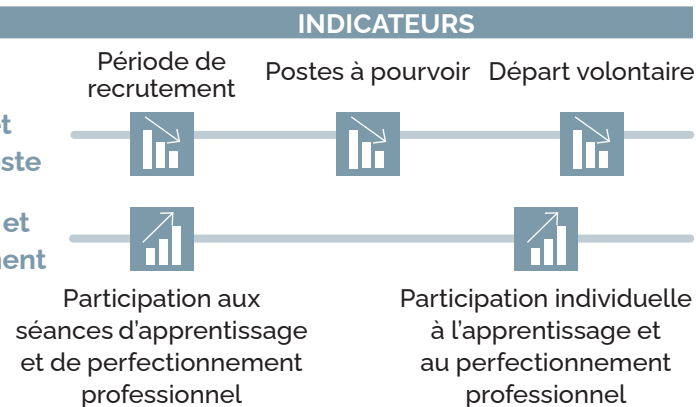 INDICATEURS
Période de
recrutement
Postes à pourvoir
Départ volontaire
et
Participation aux
séances d’apprentissage
et de perfectionnement
professionnel
Participation individuelle
à l’apprentissage et
au perfectionnement
professionnel